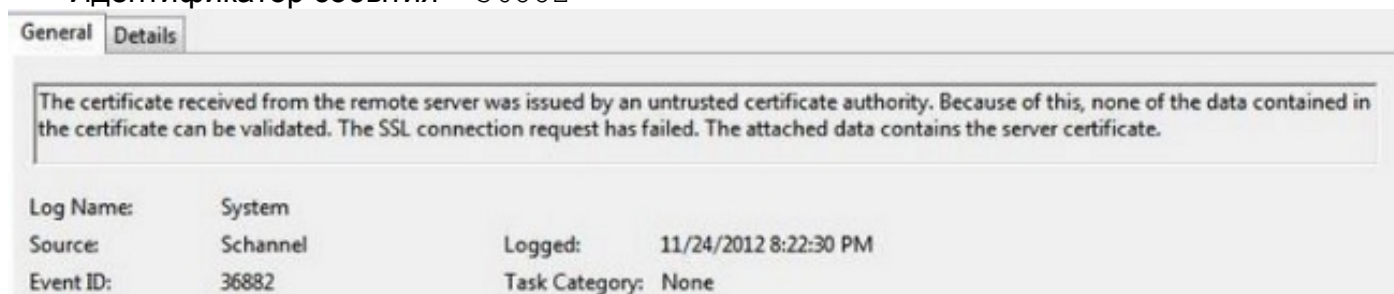 Идентификатор события 36882
General Details
The certificate received from the remote server was issued by an untrusted certificate authority. Because of this, none of the data contained in
the certificate can be validated. The SSL connection request has failed. The attached data contains the server certificate.
Log Name: System
Source: Schannel Logged: 11/24/2012 8:22:30 PM
Event ID: 36882 Task Category: None